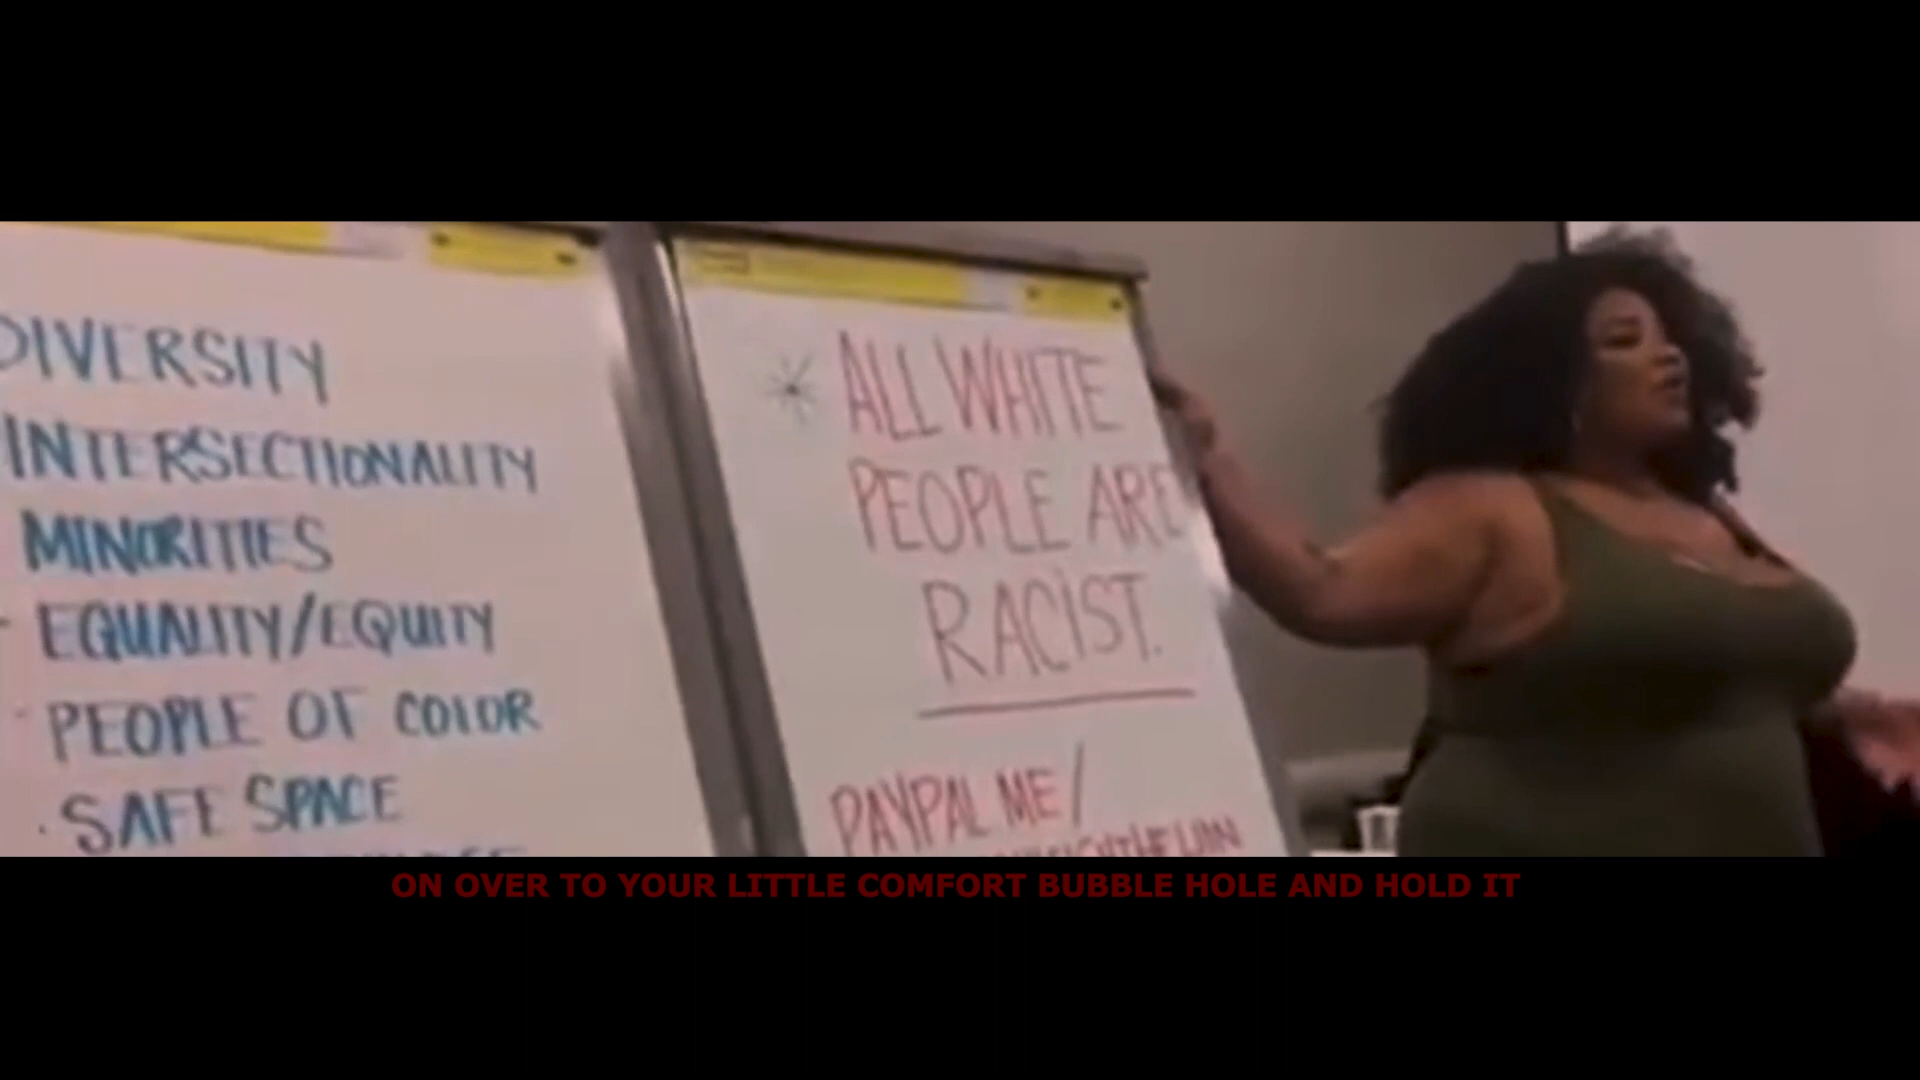 DIVERSITY
INTERSECTIONALITY
MINORITIES
EQUALITY/EQUITY
PEOPLE OF COLOR
SAFE SPACE
ALL WHITE
PEOPLE ARE
RACIST.
PAYPAL ME/
ON OVER TO YOUR LITTLE COMFORT BUBBLE HOLE AND HOLD IT